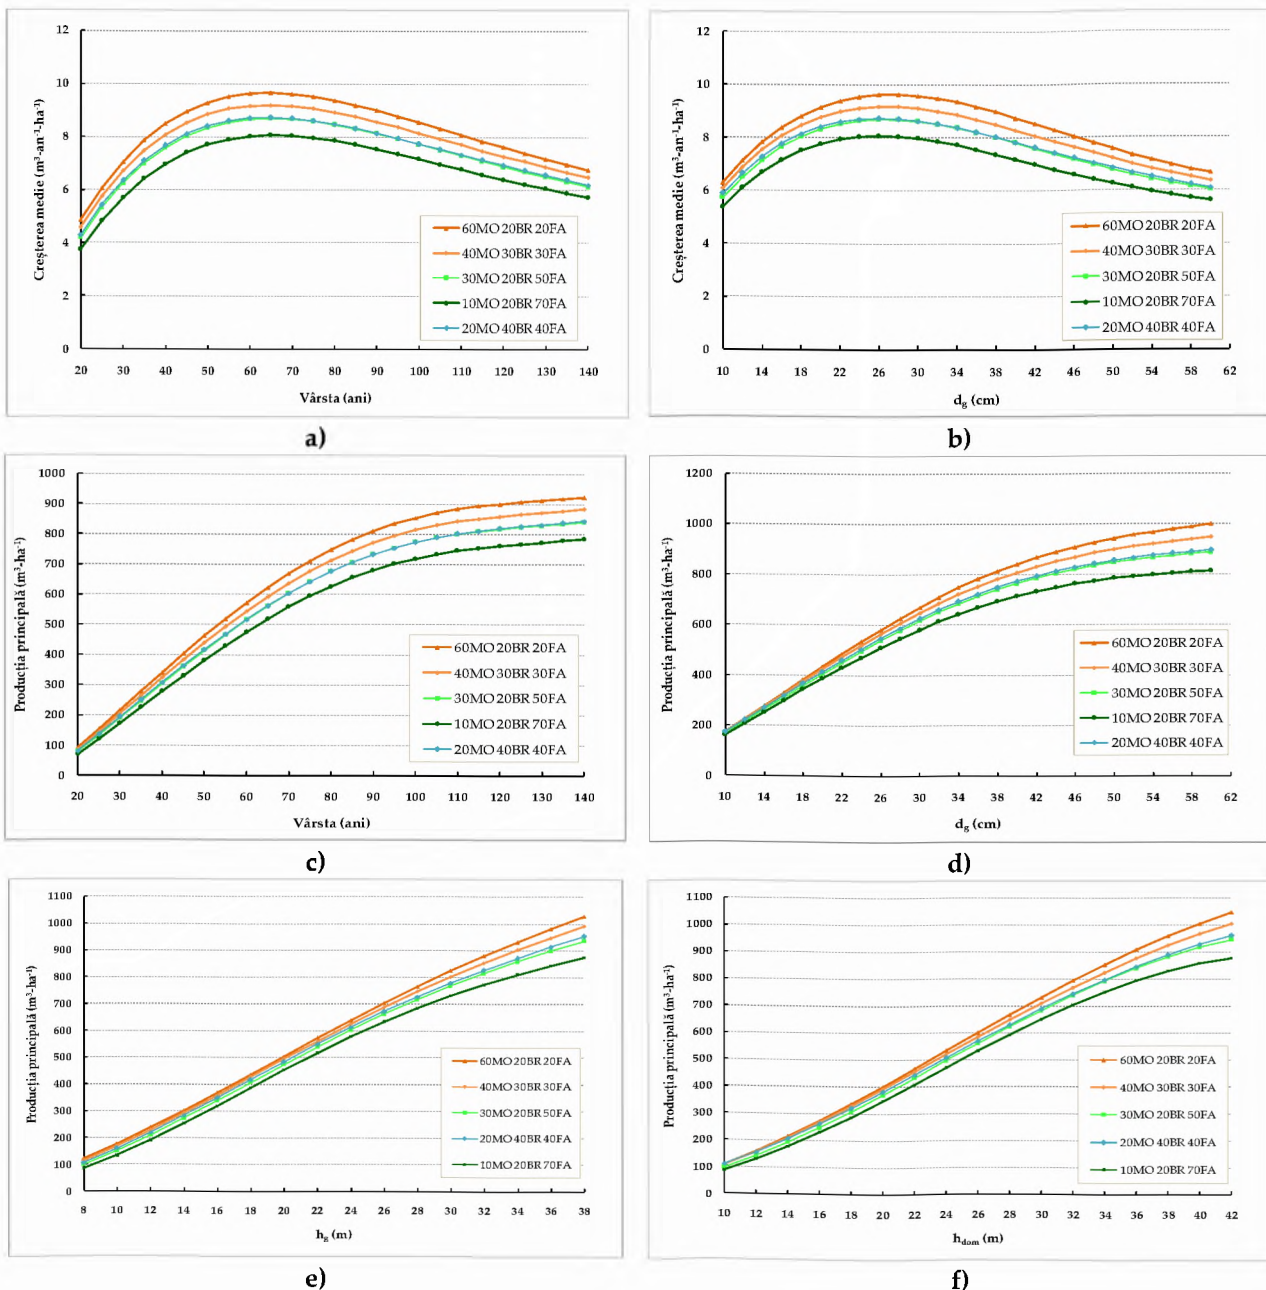 12
10
8
6
4
2
0
Creșterea medie (m³·an⁻¹·ha⁻¹)
60MO 20BR 20FA
40MO 30BR 30FA
30MO 20BR 50FA
10MO 20BR 70FA
20MO 40BR 40FA
20 30 40 50 60 70 80 90 100 110 120 130 140
Vârsta (ani)
a)
12
10
8
6
4
2
0
Creșterea medie (m³·an⁻¹·ha⁻¹)
60MO 20BR 20FA
40MO 30BR 30FA
30MO 20BR 50FA
10MO 20BR 70FA
20MO 40BR 40FA
10 14 18 22 26 30 34 38 42 46 50 54 58 62
d_g (cm)
b)
1000
900
800
700
600
500
400
300
200
100
0
Producția principală (m³·ha⁻¹)
60MO 20BR 20FA
40MO 30BR 30FA
30MO 20BR 50FA
10MO 20BR 70FA
20MO 40BR 40FA
20 30 40 50 60 70 80 90 100 110 120 130 140
Vârsta (ani)
c)
1200
1000
800
600
400
200
0
Producția principală (m³·ha⁻¹)
60MO 20BR 20FA
40MO 30BR 30FA
30MO 20BR 50FA
10MO 20BR 70FA
20MO 40BR 40FA
10 14 18 22 26 30 34 38 42 46 50 54 58 62
d_g (cm)
d)
1100
1000
900
800
700
600
500
400
300
200
100
0
Producția principală (m³·ha⁻¹)
60MO 20BR 20FA
40MO 30BR 30FA
30MO 20BR 50FA
20MO 40BR 40FA
10MO 20BR 70FA
8 10 12 14 16 18 20 22 24 26 28 30 32 34 36 38
h_g (m)
e)
1100
1000
900
800
700
600
500
400
300
200
100
0
Producția principală (m³·ha⁻¹)
60MO 20BR 20FA
40MO 30BR 30FA
30MO 20BR 50FA
20MO 40BR 40FA
10MO 20BR 70FA
10 12 14 16 18 20 22 24 26 28 30 32 34 36 38 40 42
h_dom (m)
f)